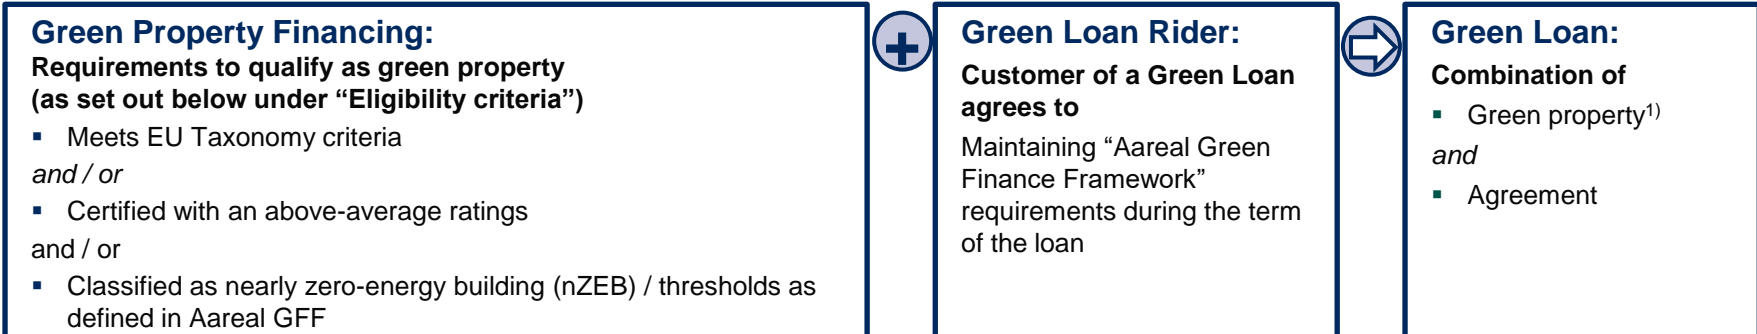 Green Property Financing:
Requirements to qualify as green property
(as set out below under “Eligibility criteria”)
▪ Meets EU Taxonomy criteria
and / or
▪ Certified with an above-average ratings
and / or
▪ Classified as nearly zero-energy building (nZEB) / thresholds as
defined in Aareal GFF
+
Green Loan Rider:
Customer of a Green Loan
agrees to
Maintaining “Aareal Green
Finance Framework”
requirements during the term
of the loan
Green Loan:
Combination of
▪ Green property1)
and
▪ Agreement